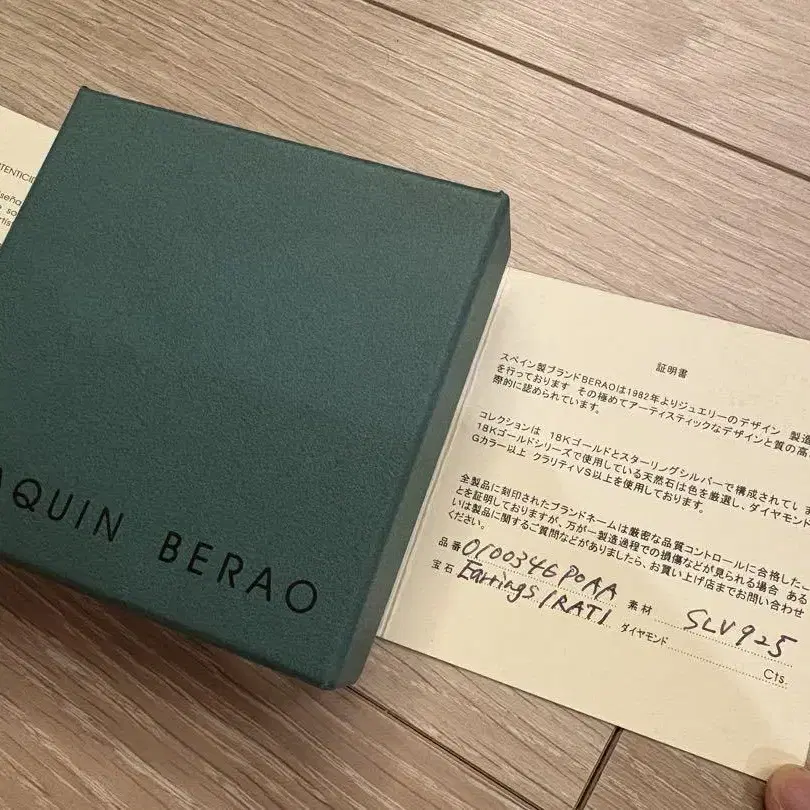 AQUIN BERAO
証明書
スペイン製ブランドBERAOは1982年よりジュエリーのデザイン 製造
を行っております その極めてアーティスティックなデザインと質の高
際的に認められています。
コレクションは 18Kゴールドとスターリングシルバーで構成されていま
18Kゴールドシリーズで使用している天然石は色を厳選し、ダイヤモンド
Gカラー以上 クラリティVS以上を使用しております。
全製品に刻印されたブランドネームは厳密な品質コントロールに合格した
とを証明しておりますが、万が一製造過程での損傷などが見られる場合 ある
いは製品に関するご質問などがありましたら、お買い上げ店までお問い合わせ
ください。
品番 0100346P0AA 素材 SLV925
宝石 Earrings IRATI ダイヤモンド Cts.